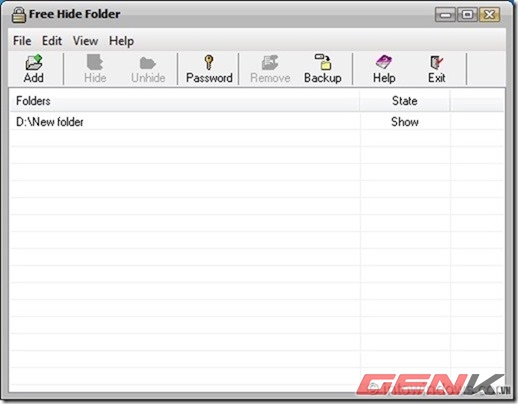 Free Hide Folder
File Edit View Help
Add Hide Unhide Password Remove Backup Help Exit
Folders State
D:\New folder Show
GENK.VN